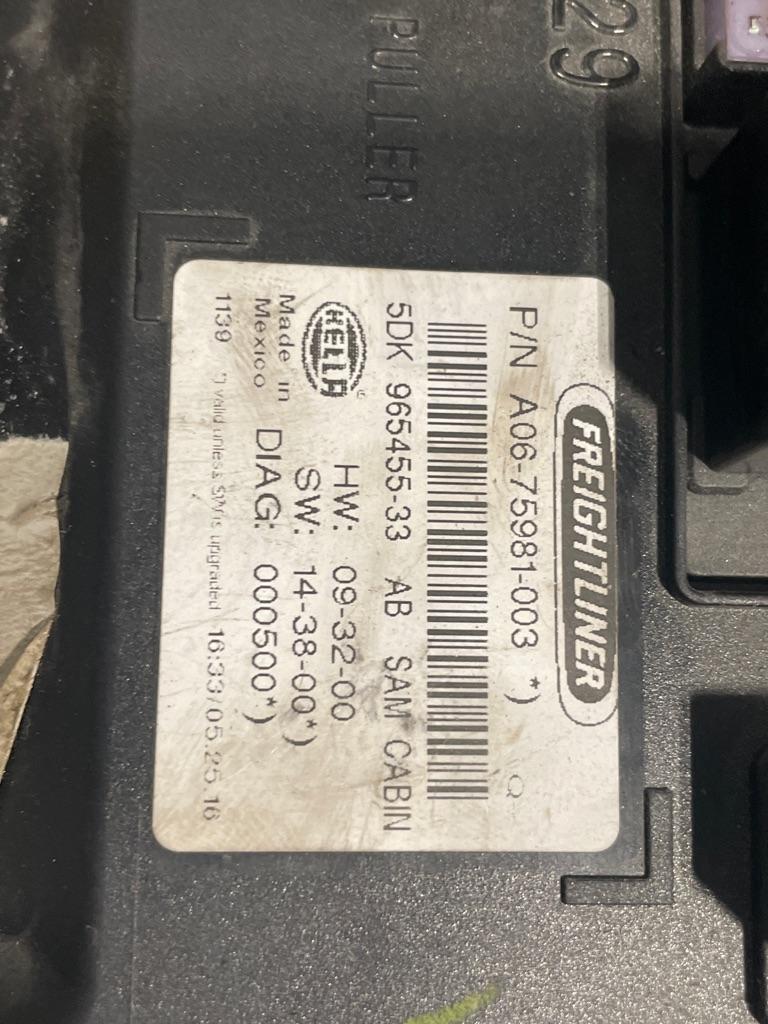 29
PULLER
FREIGHTLINER
P/N A06-75981-003 *)
Q
5DK 965455-33 AB SAM CABIN
HELLA
HW: 09-32-00
Made in
Mexico
SW: 14-38-00*)
DIAG: 000500*)
1139 *) valid unless SW is upgraded 16:33/05.25.16